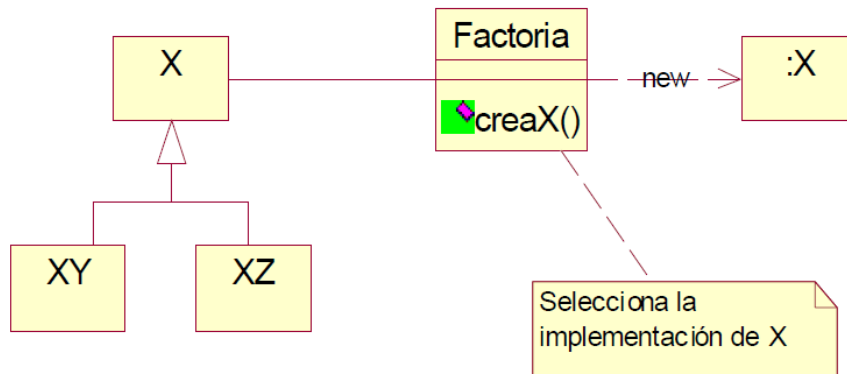 Factoria
X
new
:X
creaX()
XY
XZ
Selecciona la
implementación de X